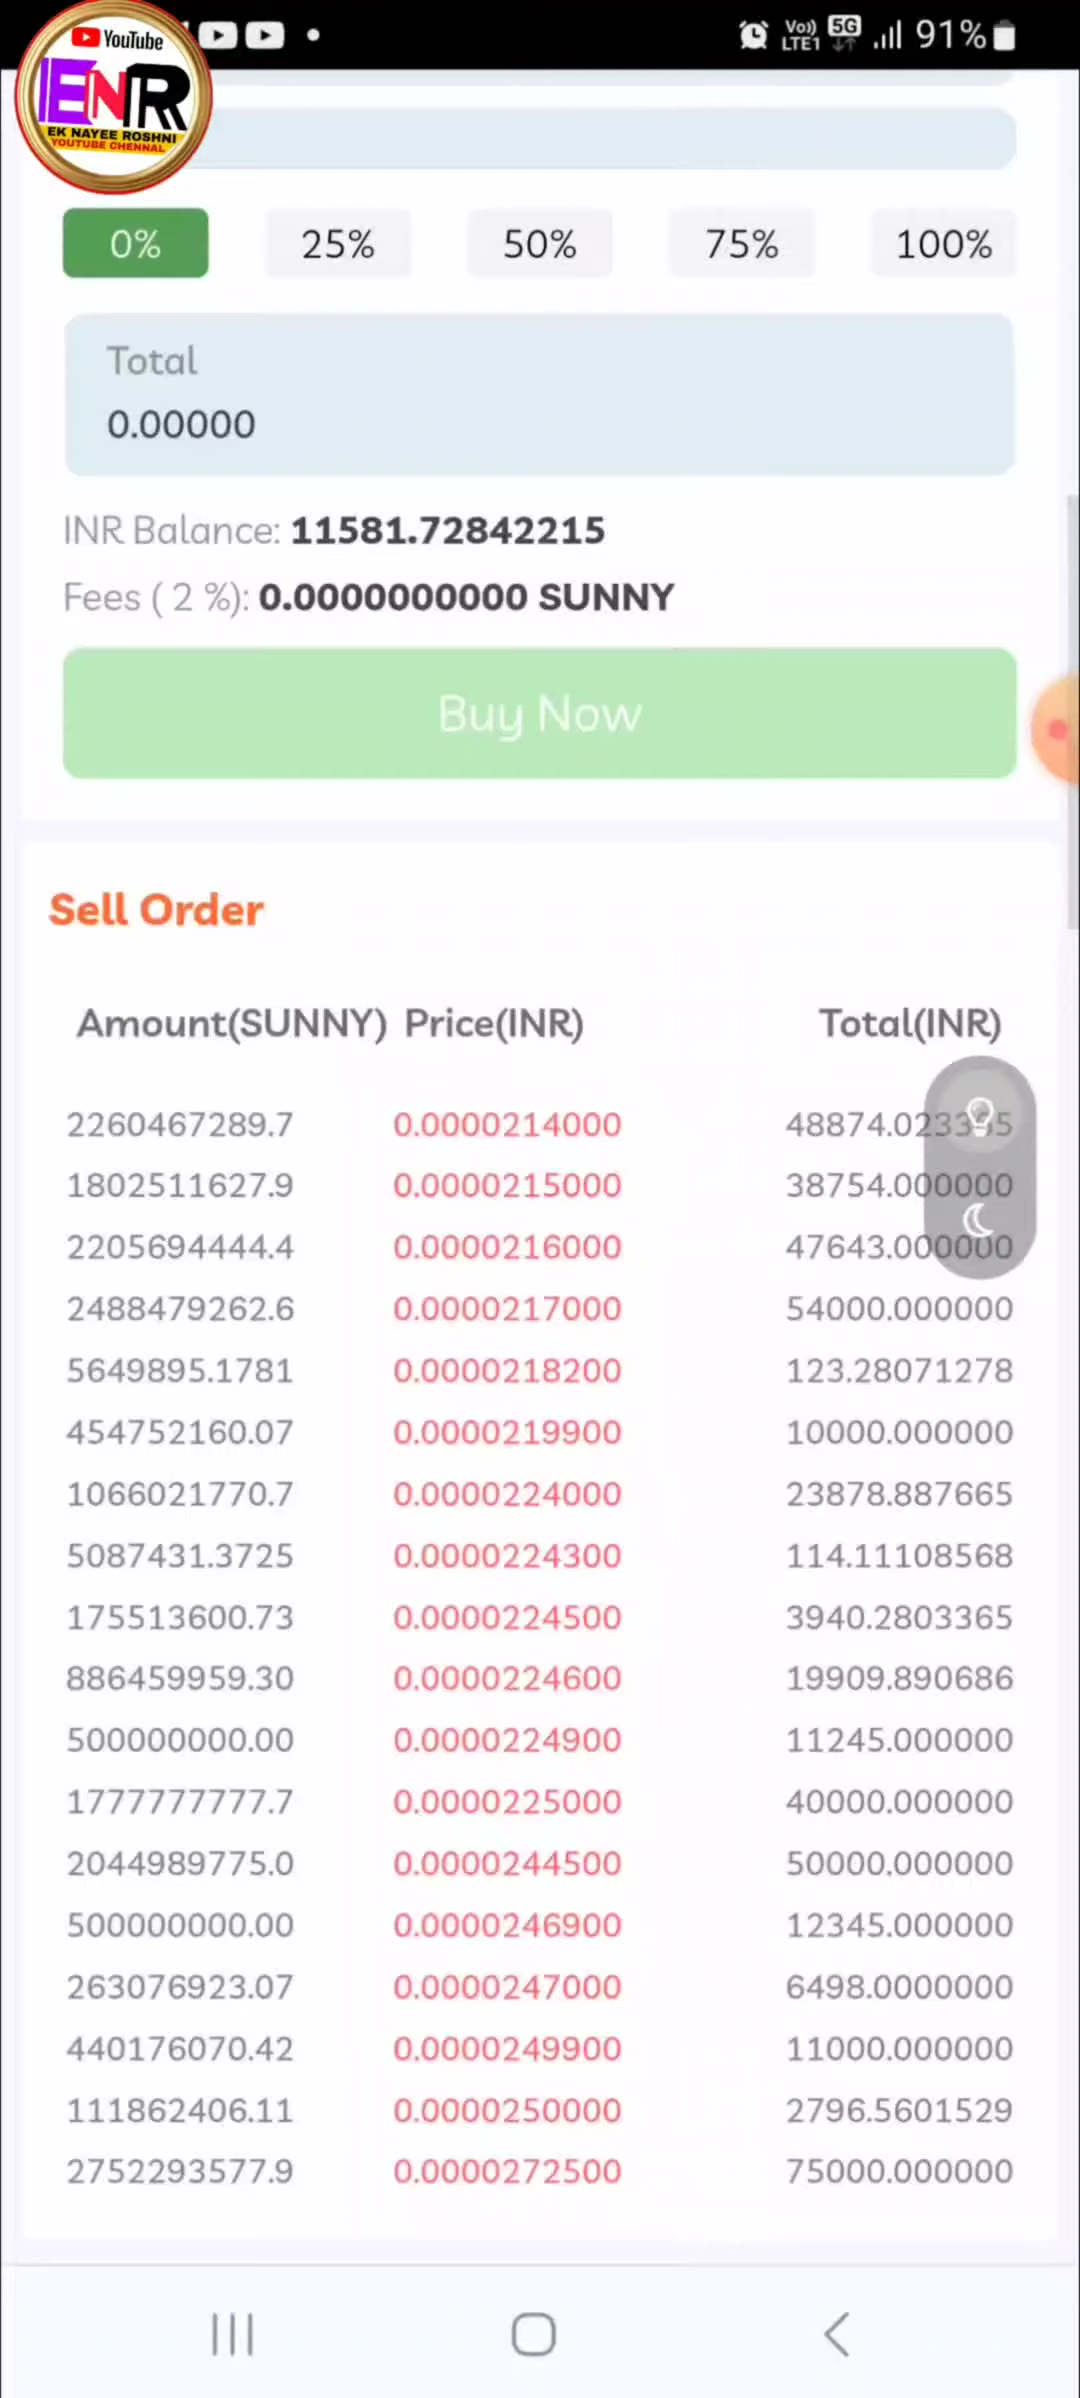 YouTube
ENR
EK NAYEE ROSHNI
YOUTUBE CHENNAL
Vo)) LTE1 5G 91%
0% 25% 50% 75% 100%
Total
0.00000
INR Balance: 11581.72842215
Fees ( 2 %): 0.0000000000 SUNNY
Buy Now
Sell Order
Amount(SUNNY) Price(INR) Total(INR)
2260467289.7 0.0000214000
1802511627.9 0.0000215000 38754.000000
2205694444.4 0.0000216000 47643.000000
2488479262.6 0.0000217000 54000.000000
5649895.1781 0.0000218200 123.28071278
454752160.07 0.0000219900 10000.000000
1066021770.7 0.0000224000 23878.887665
5087431.3725 0.0000224300 114.11108568
175513600.73 0.0000224500 3940.2803365
886459959.30 0.0000224600 19909.890686
500000000.00 0.0000224900 11245.000000
1777777777.7 0.0000225000 40000.000000
2044989775.0 0.0000244500 50000.000000
500000000.00 0.0000246900 12345.000000
263076923.07 0.0000247000 6498.0000000
440176070.42 0.0000249900 11000.000000
111862406.11 0.0000250000 2796.5601529
2752293577.9 0.0000272500 75000.000000